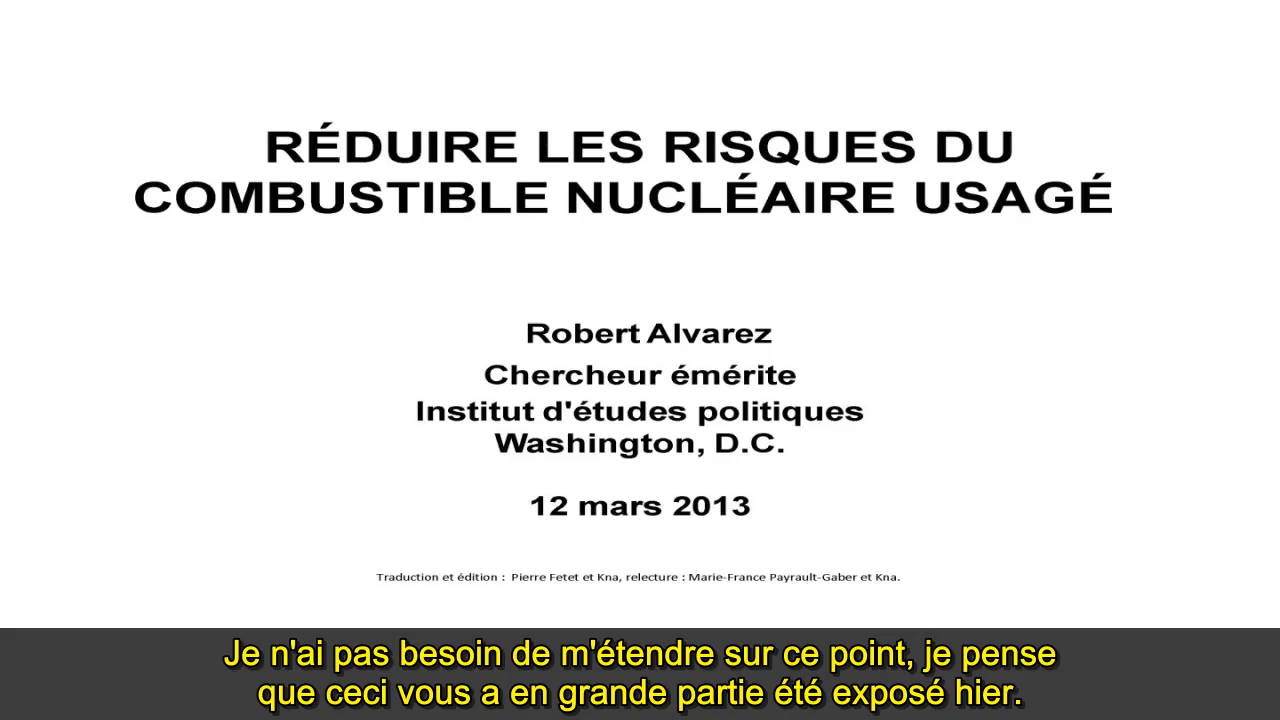 RÉDUIRE LES RISQUES DU
COMBUSTIBLE NUCLÉAIRE USAGÉ
Robert Alvarez
Chercheur émérite
Institut d'études politiques
Washington, D.C.
12 mars 2013
Traduction et édition : Pierre Fetet et Kna, relecture : Marie-France Payrault-Gaber et Kna.
Je n'ai pas besoin de m'étendre sur ce point, je pense
que ceci vous a en grande partie été exposé hier.